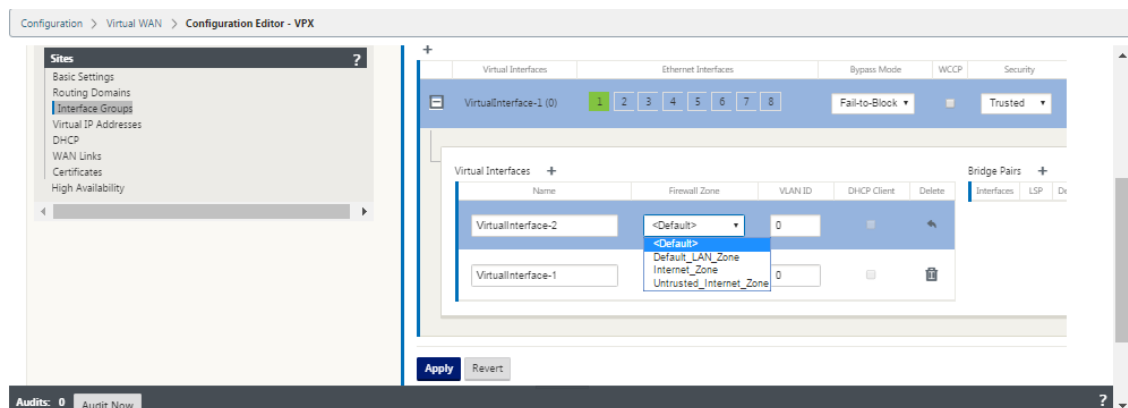 Configuration > Virtual WAN > Configuration Editor - VPX
Sites ?
Basic Settings
Routing Domains
Interface Groups
Virtual IP Addresses
DHCP
WAN Links
Certificates
High Availability
+
Virtual Interfaces Ethernet Interfaces Bypass Mode WCCP Security
VirtualInterface-1 (0) 1 2 3 4 5 6 7 8 Fail-to-Block Trusted
Virtual Interfaces + Bridge Pairs +
Name Firewall Zone VLAN ID DHCP Client Delete Interfaces LSP De
VirtualInterface-2 <Default> 0
<Default>
Default_LAN_Zone
Internet_Zone
Untrusted_Internet_Zone
VirtualInterface-1 0
Apply Revert
Audits: 0 Audit Now ?